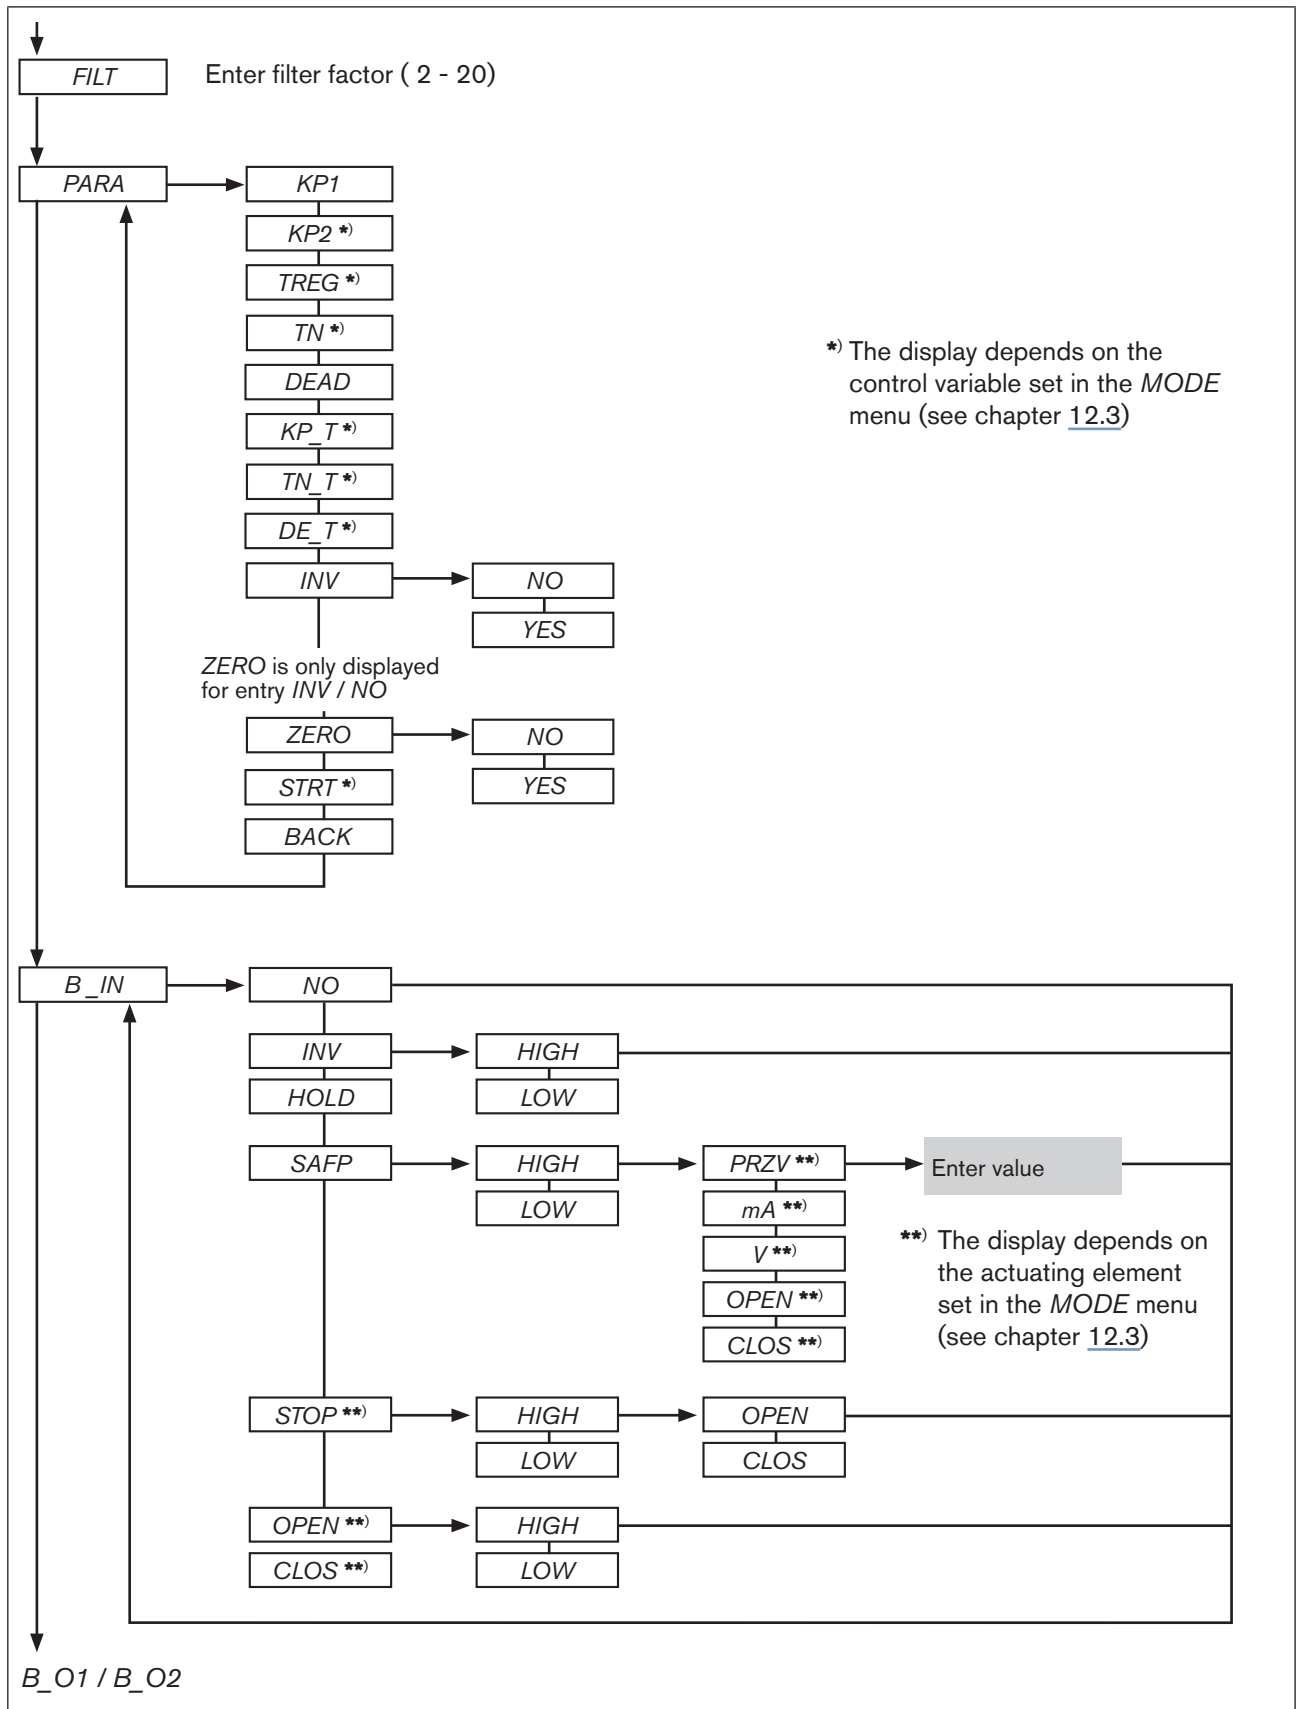 FILT
Enter filter factor ( 2 - 20)
PARA
KP1
KP2 *)
TREG *)
TN *)
DEAD
KP_T *)
TN_T *)
DE_T *)
*) The display depends on the
control variable set in the MODE
menu (see chapter 12.3)
INV
NO
YES
ZERO is only displayed
for entry INV / NO
ZERO
NO
YES
STRT *)
BACK
B _IN
NO
INV
HIGH
LOW
HOLD
SAFP
HIGH
LOW
PRZV **)
mA **)
V **)
OPEN **)
CLOS **)
Enter value
**) The display depends on
the actuating element
set in the MODE menu
(see chapter 12.3)
STOP **)
HIGH
LOW
OPEN
CLOS
OPEN **)
CLOS **)
HIGH
LOW
B_O1 / B_O2